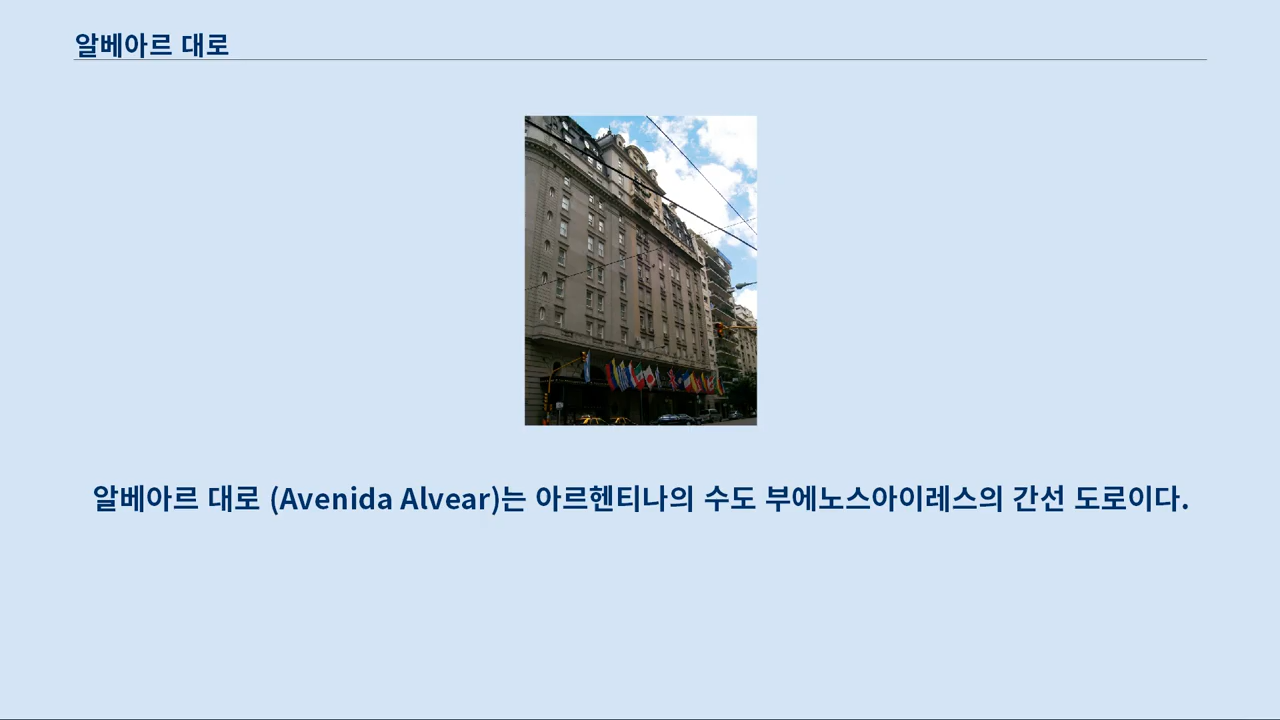 알베아르 대로
알베아르 대로 (Avenida Alvear)는 아르헨티나의 수도 부에노스아이레스의 간선 도로이다.